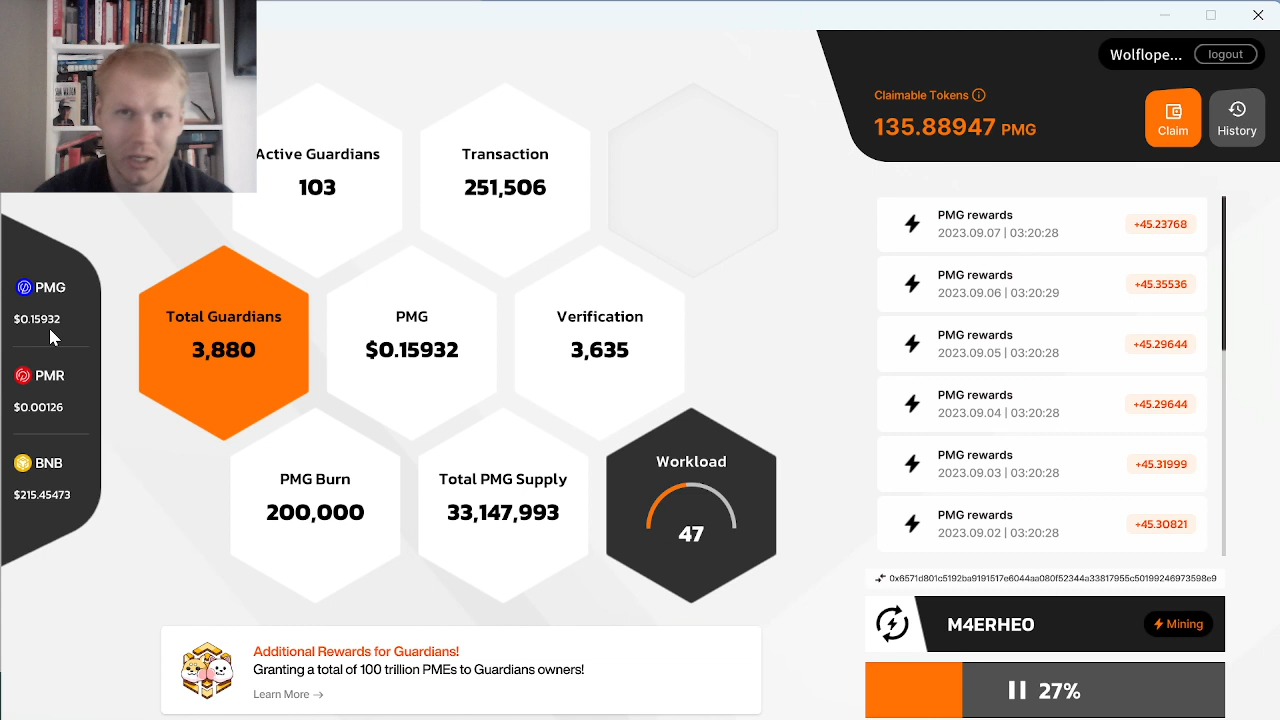 Wolflope...
logout
Claimable Tokens
135.88947 PMG
Claim
History
Active Guardians
103
Transaction
251,506
PMG
$0.15932
PMR
$0.00126
BNB
$215.45473
Total Guardians
3,880
PMG
$0.15932
Verification
3,635
PMG Burn
200,000
Total PMG Supply
33,147,993
Workload
47
PMG rewards
2023.09.07 | 03:20:28
+45.23768
PMG rewards
2023.09.06 | 03:20:29
+45.35536
PMG rewards
2023.09.05 | 03:20:28
+45.29644
PMG rewards
2023.09.04 | 03:20:28
+45.29644
PMG rewards
2023.09.03 | 03:20:28
+45.31999
PMG rewards
2023.09.02 | 03:20:28
+45.30821
0x6571d801c5192ba9191517e6044aa080f52344a33817955c50199246973598e9
M4ERHEO
Mining
27%
Additional Rewards for Guardians!
Granting a total of 100 trillion PMEs to Guardians owners!
Learn More →